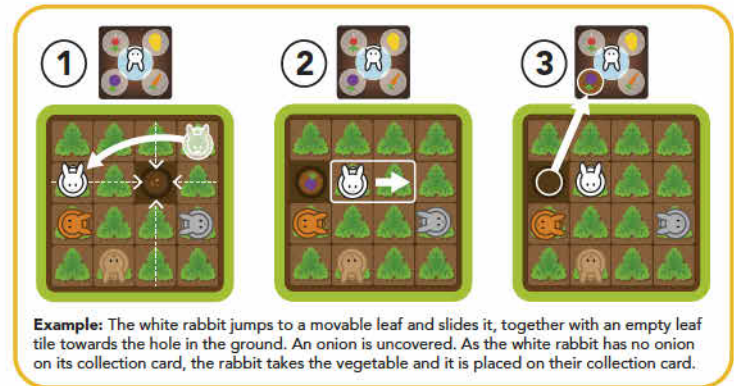 1
2
3
Example: The white rabbit jumps to a movable leaf and slides it, together with an empty leaf
tile towards the hole in the ground. An onion is uncovered. As the white rabbit has no onion
on its collection card, the rabbit takes the vegetable and it is placed on their collection card.